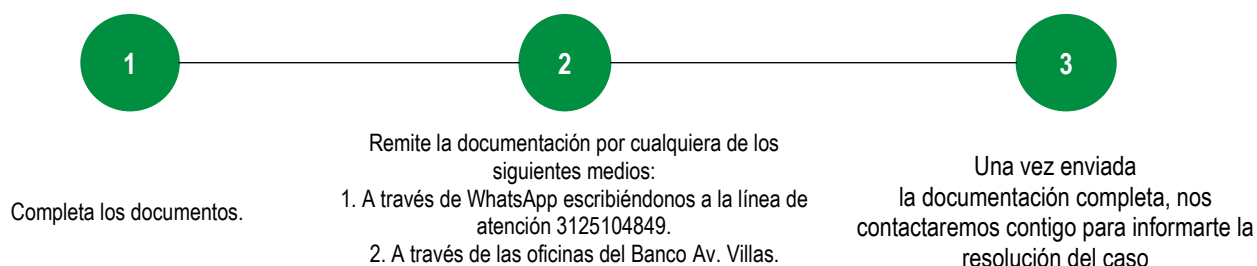 1
Completa los documentos.
2
Remite la documentación por cualquiera de los
siguientes medios:
1. A través de WhatsApp escribiéndonos a la línea de
atención 3125104849.
2. A través de las oficinas del Banco Av. Villas.
3
Una vez enviada
la documentación completa, nos
contactaremos contigo para informarte la
resolución del caso